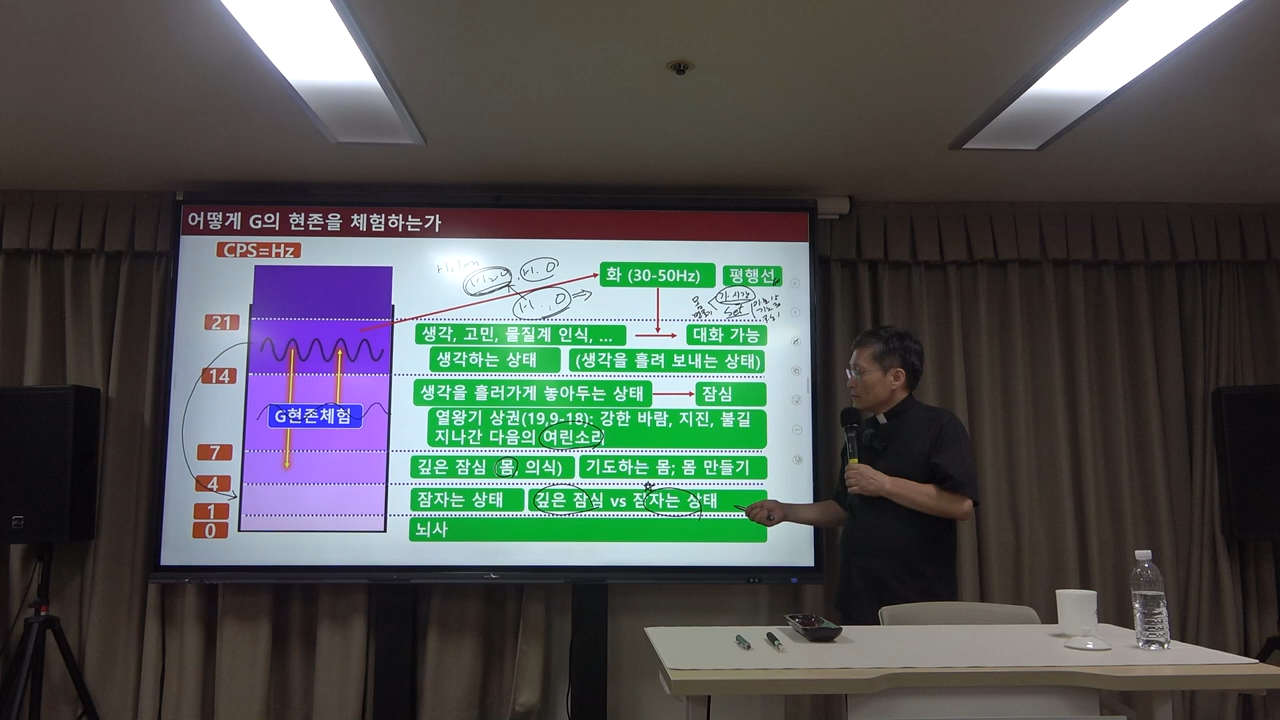 어떻게 G의 현존을 체험하는가
CPS=Hz
화 (30-50Hz)
평행선
21
생각, 고민, 물질계 인식, ...
대화 가능
생각하는 상태
(생각을 흘려 보내는 상태)
14
생각을 흘러가게 놓아두는 상태
잠심
G현존체험
열왕기 상권(19,9-18): 강한 바람, 지진, 불길
지나간 다음의 여린소리
7
깊은 잠심 (몸, 의식)
기도하는 몸; 몸 만들기
4
잠자는 상태
깊은 잠심 vs 잠자는 상태
1
0
뇌사